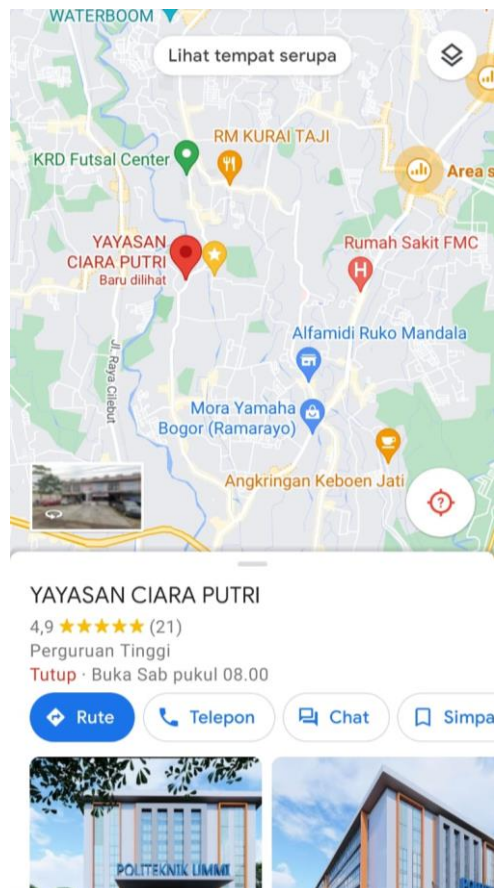 WATERBOOM
Lihat tempat serupa
RM KURAI TAJI
KRD Futsal Center
Area s
YAYASAN
CIARA PUTRI
Baru dilihat
Rumah Sakit FMC
H
Alfamidi Ruko Mandala
Jl. Raya Cilebut
Mora Yamaha
Bogor (Ramarayo)
Angkringan Keboen Jati
?
YAYASAN CIARA PUTRI
4,9 ★★★★★ (21)
Perguruan Tinggi
Tutup · Buka Sab pukul 08.00
Rute
Telepon
Chat
Simpa
POLITEKNIK UMMI